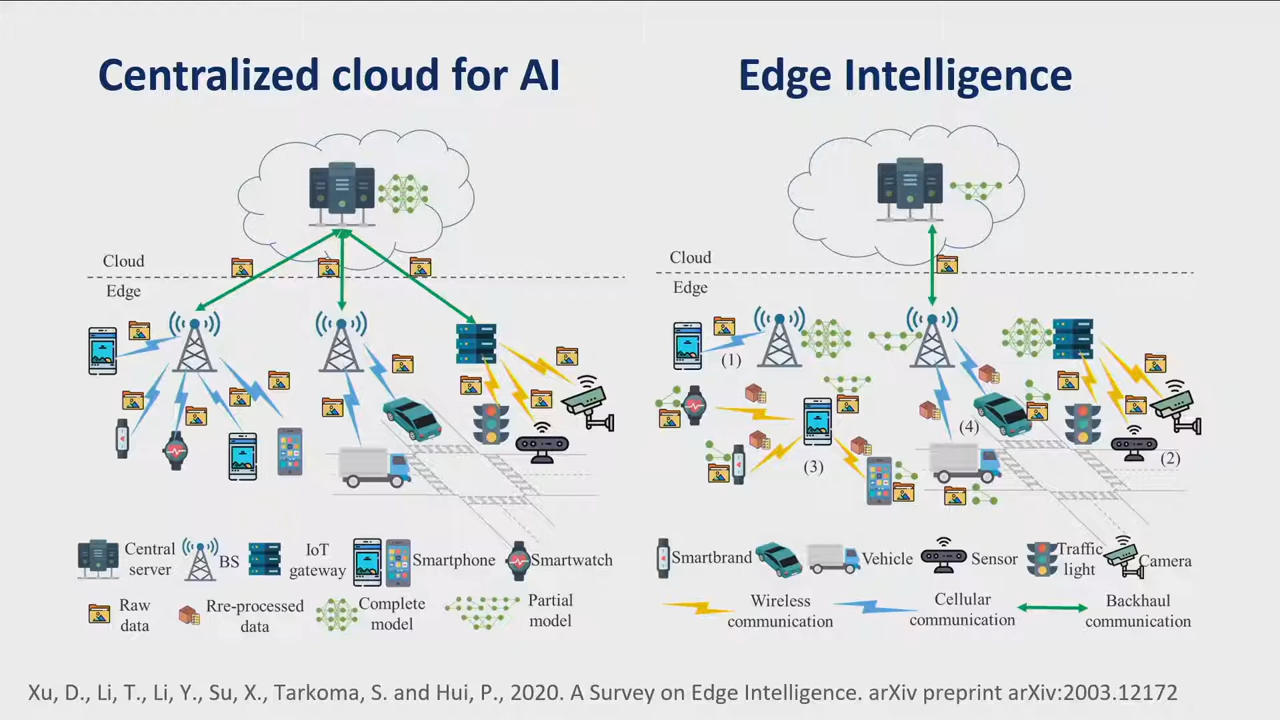 Centralized cloud for AI
Edge Intelligence
Cloud
Edge
Cloud
Edge
(1)
(3)
(4)
(2)
Central
server
BS
IoT
gateway
Smartphone
Smartwatch
Raw
data
Rre-processed
data
Complete
model
Partial
model
Smartbrand
Vehicle
Sensor
Traffic
light
Camera
Wireless
communication
Cellular
communication
Backhaul
communication
Xu, D., Li, T., Li, Y., Su, X., Tarkoma, S. and Hui, P., 2020. A Survey on Edge Intelligence. arXiv preprint arXiv:2003.12172